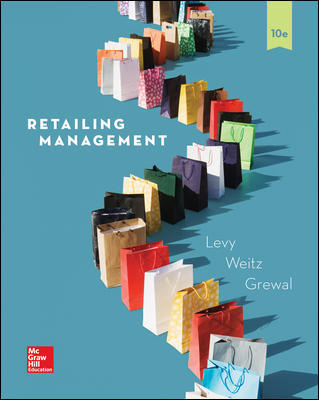 10e
RETAILING
MANAGEMENT
Levy
Weitz
Grewal
Mc
Graw
Hill
Education